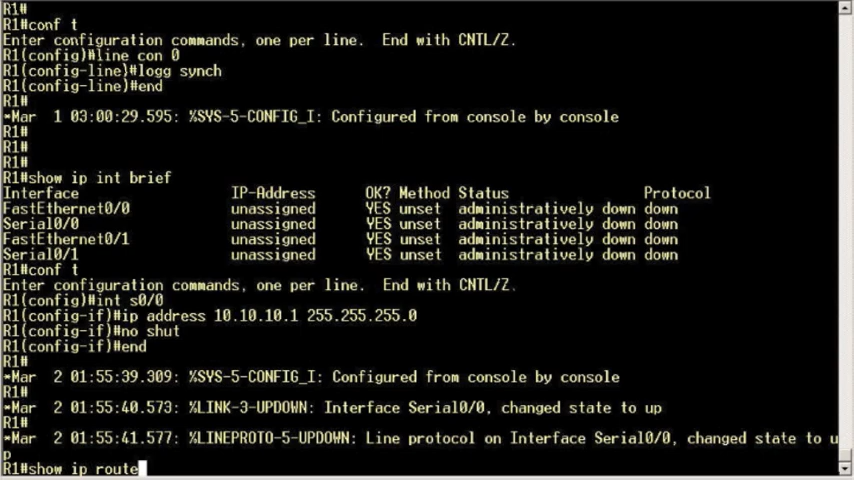 R1#
R1#conf t
Enter configuration commands, one per line.  End with CNTL/Z.
R1(config)#line con 0
R1(config-line)#logg synch
R1(config-line)#end
R1#
*Mar  1 03:00:29.595: %SYS-5-CONFIG_I: Configured from console by console
R1#
R1#
R1#
R1#show ip int brief
Interface                  IP-Address      OK? Method Status                Protocol
FastEthernet0/0            unassigned      YES unset  administratively down down
Serial0/0                  unassigned      YES unset  administratively down down
FastEthernet0/1            unassigned      YES unset  administratively down down
Serial0/1                  unassigned      YES unset  administratively down down
R1#conf t
Enter configuration commands, one per line.  End with CNTL/Z.
R1(config)#int s0/0
R1(config-if)#ip address 10.10.10.1 255.255.255.0
R1(config-if)#no shut
R1(config-if)#end
R1#
*Mar  2 01:55:39.309: %SYS-5-CONFIG_I: Configured from console by console
R1#
*Mar  2 01:55:40.573: %LINK-3-UPDOWN: Interface Serial0/0, changed state to up
R1#
*Mar  2 01:55:41.577: %LINEPROTO-5-UPDOWN: Line protocol on Interface Serial0/0, changed state to u
p
R1#show ip route